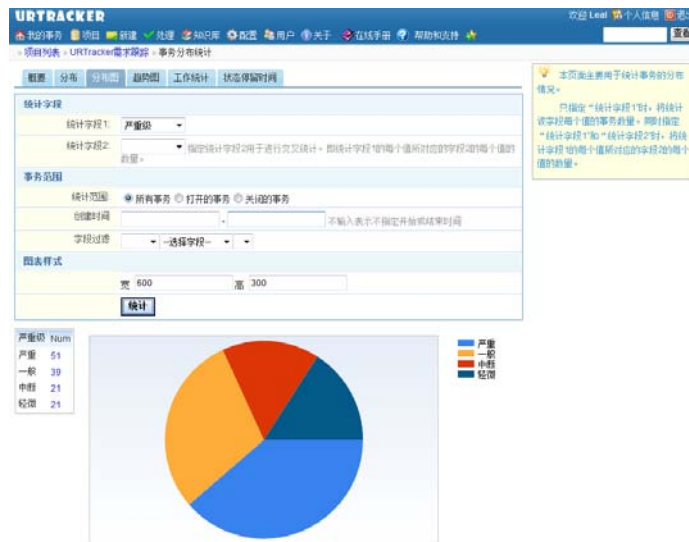 URTRACKER
欢迎 Leal 个人信息
我的事务 项目 新建 处理 知识库 配置 用户 关于 在线手册 帮助和支持
项目列表 » URTracker需求跟踪 » 事务分布统计
概要 分布 分布图 趋势图 工作统计 状态停留时间
统计字段
统计字段1: 严重级
统计字段2: 指定统计字段2用于进行交叉统计。即统计字段1的每个值所对应的字段2的每个值的
数量。
事务范围
统计范围: 所有事务 打开的事务 关闭的事务
创建时间 - 不输入表示不指定开始或结束时间
字段过滤 --选择字段--
图表样式
宽 600 高 300
统计
本页面主要用于统计事务的分布
情况。
只指定“统计字段1”时，将统计
该字段每个值的事务数量。同时指定
“统计字段1”和“统计字段2”时，将统
计字段1的每个值所对应的字段2的每个
值的数量。
严重级 Num
严重 51
一般 39
中度 21
轻微 21
严重
一般
中度
轻微